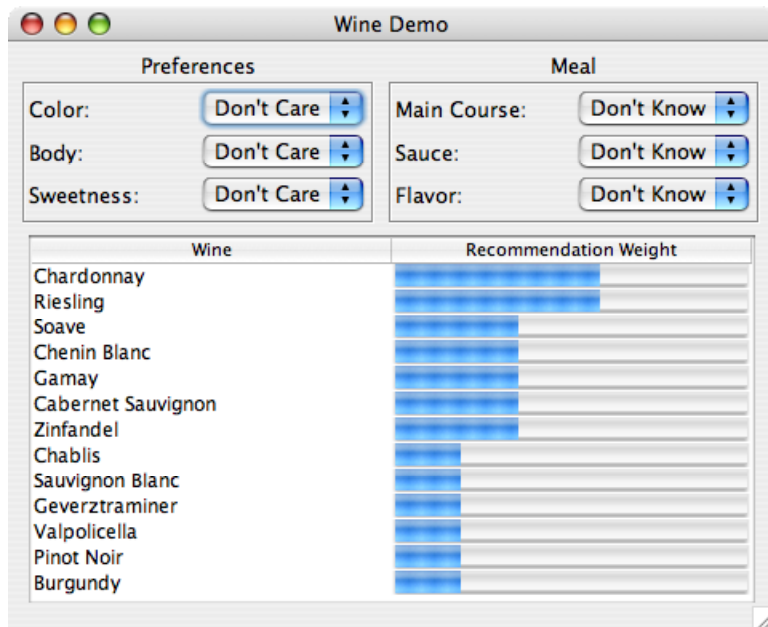 Wine Demo
Preferences
Color: Don't Care
Body: Don't Care
Sweetness: Don't Care
Meal
Main Course: Don't Know
Sauce: Don't Know
Flavor: Don't Know
Wine Recommendation Weight
Chardonnay
Riesling
Soave
Chenin Blanc
Gamay
Cabernet Sauvignon
Zinfandel
Chablis
Sauvignon Blanc
Geverztraminer
Valpolicella
Pinot Noir
Burgundy